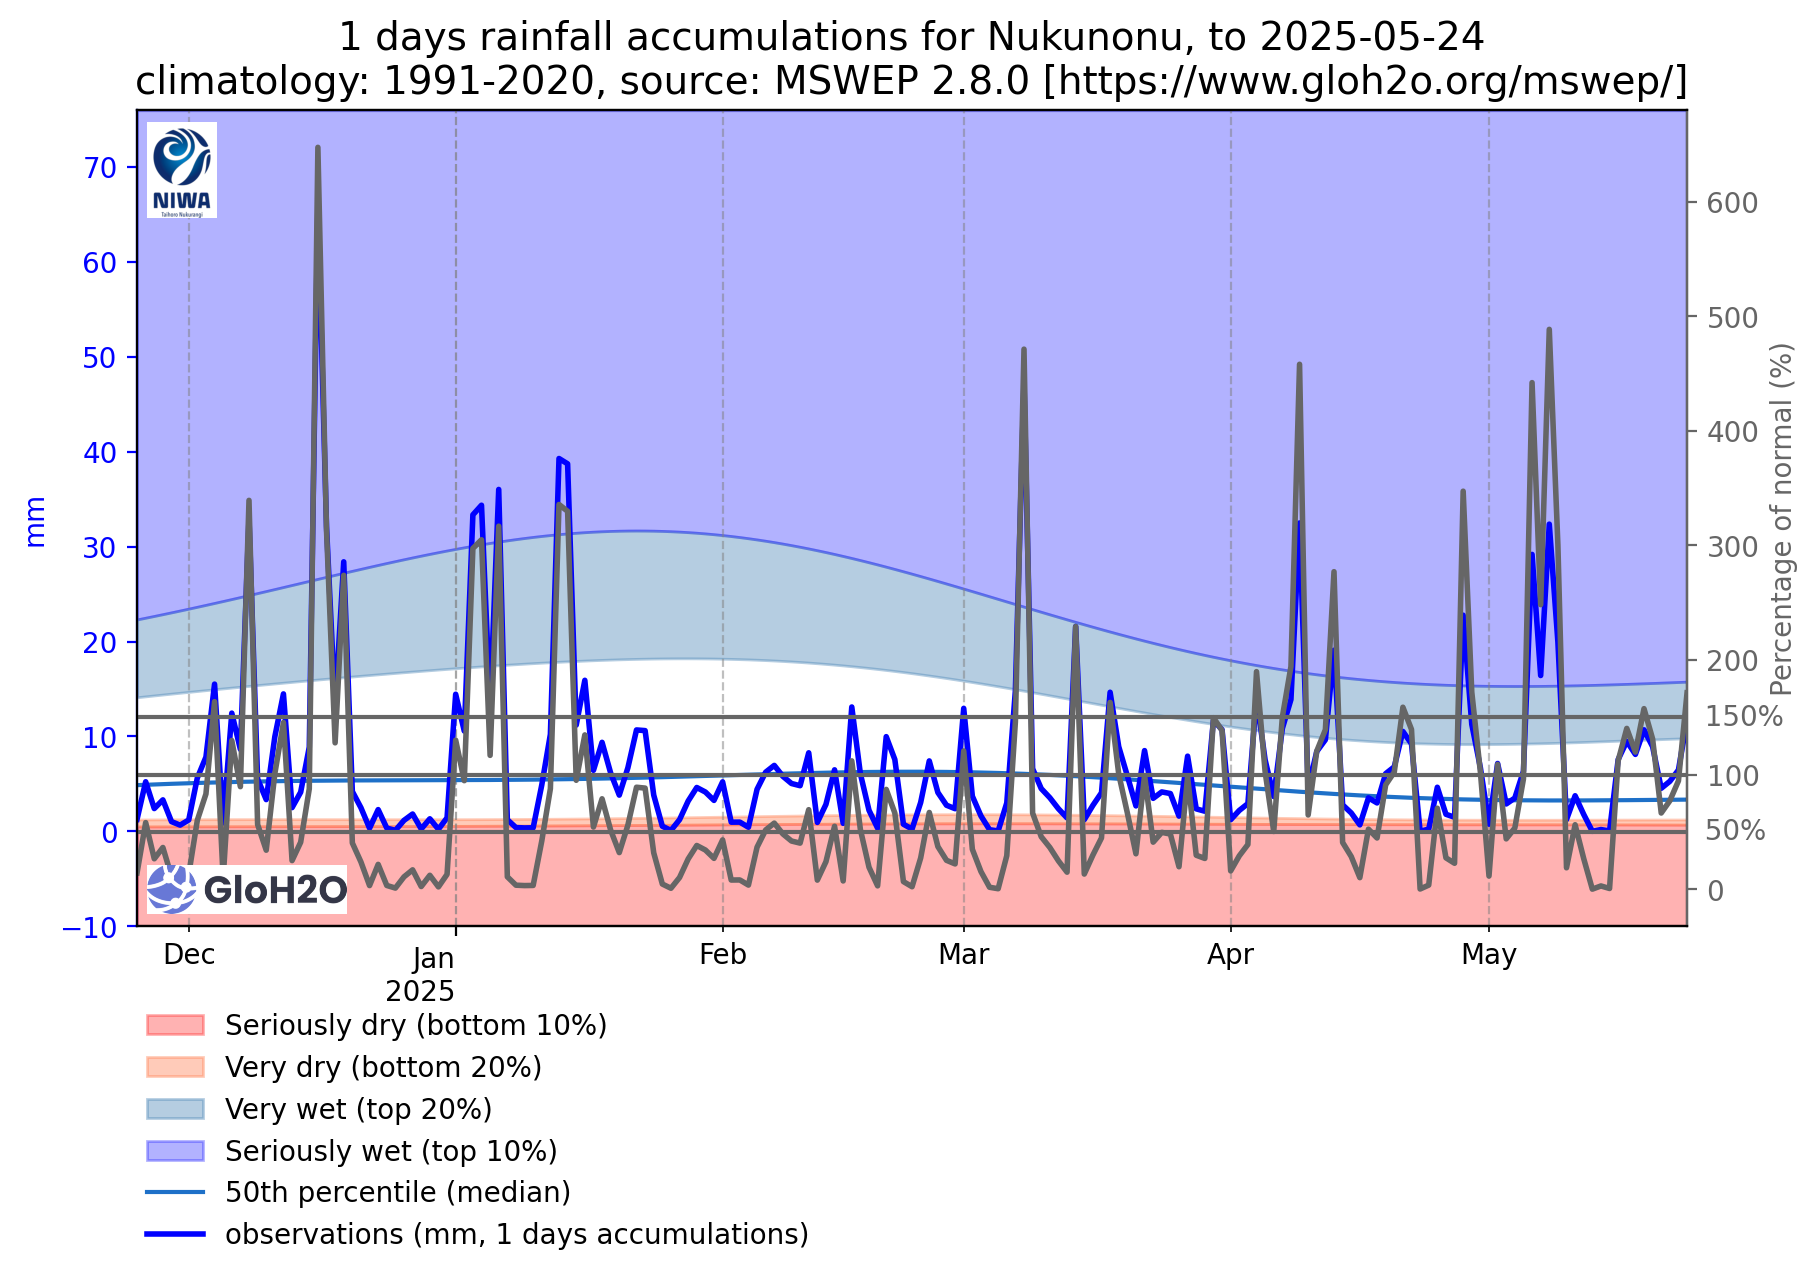 1 days rainfall accumulations for Nukunonu, to 2025-05-24
climatology: 1991-2020, source: MSWEP 2.8.0 [https://www.gloh2o.org/mswep/]
NIWA
Taihoro Nukurangi
70
60
50
40
30
20
10
0
−10
mm
600
500
400
300
200
150%
100
50%
0
Percentage of normal (%)
GloH2O
Dec
Jan
2025
Feb
Mar
Apr
May
Seriously dry (bottom 10%)
Very dry (bottom 20%)
Very wet (top 20%)
Seriously wet (top 10%)
50th percentile (median)
observations (mm, 1 days accumulations)